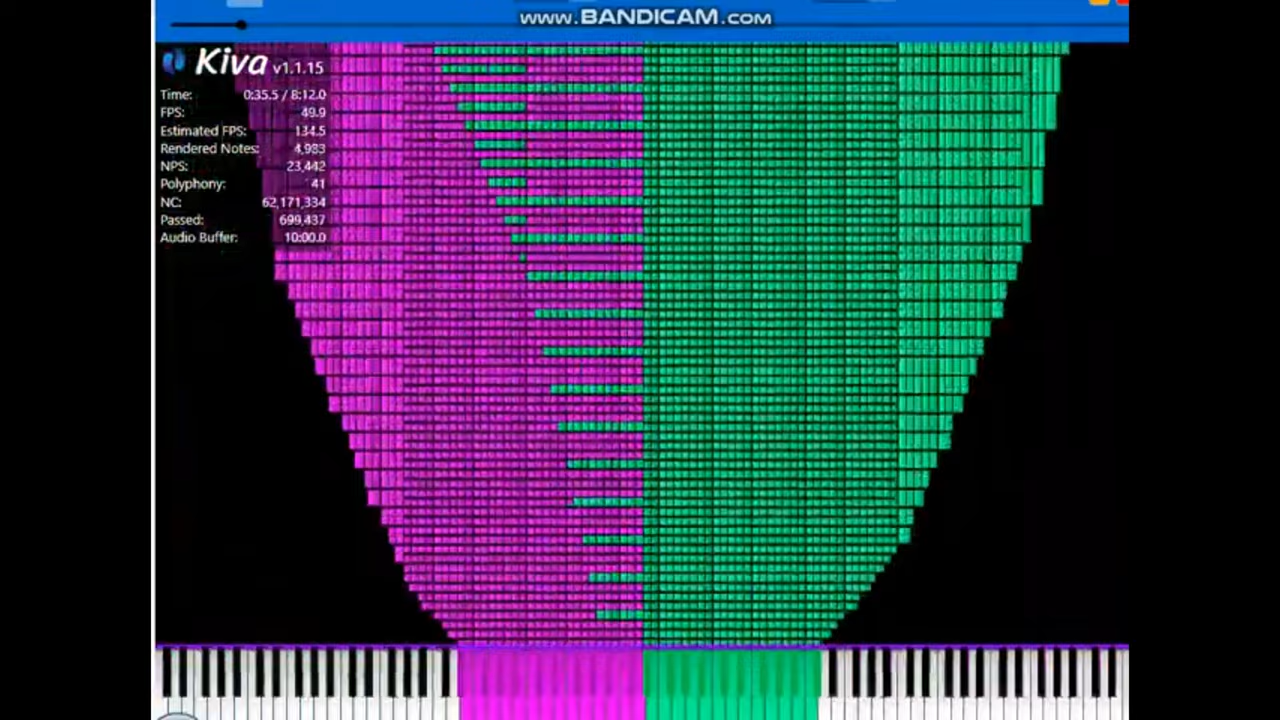 www.BANDICAM.com
Kiva v1.1.15
Time: 0:35.5 / 8:12.0
FPS: 49.9
Estimated FPS: 134.5
Rendered Notes: 4,983
NPS: 23,442
Polyphony: 41
NC: 62,171,334
Passed: 699,437
Audio Buffer: 10:00.0